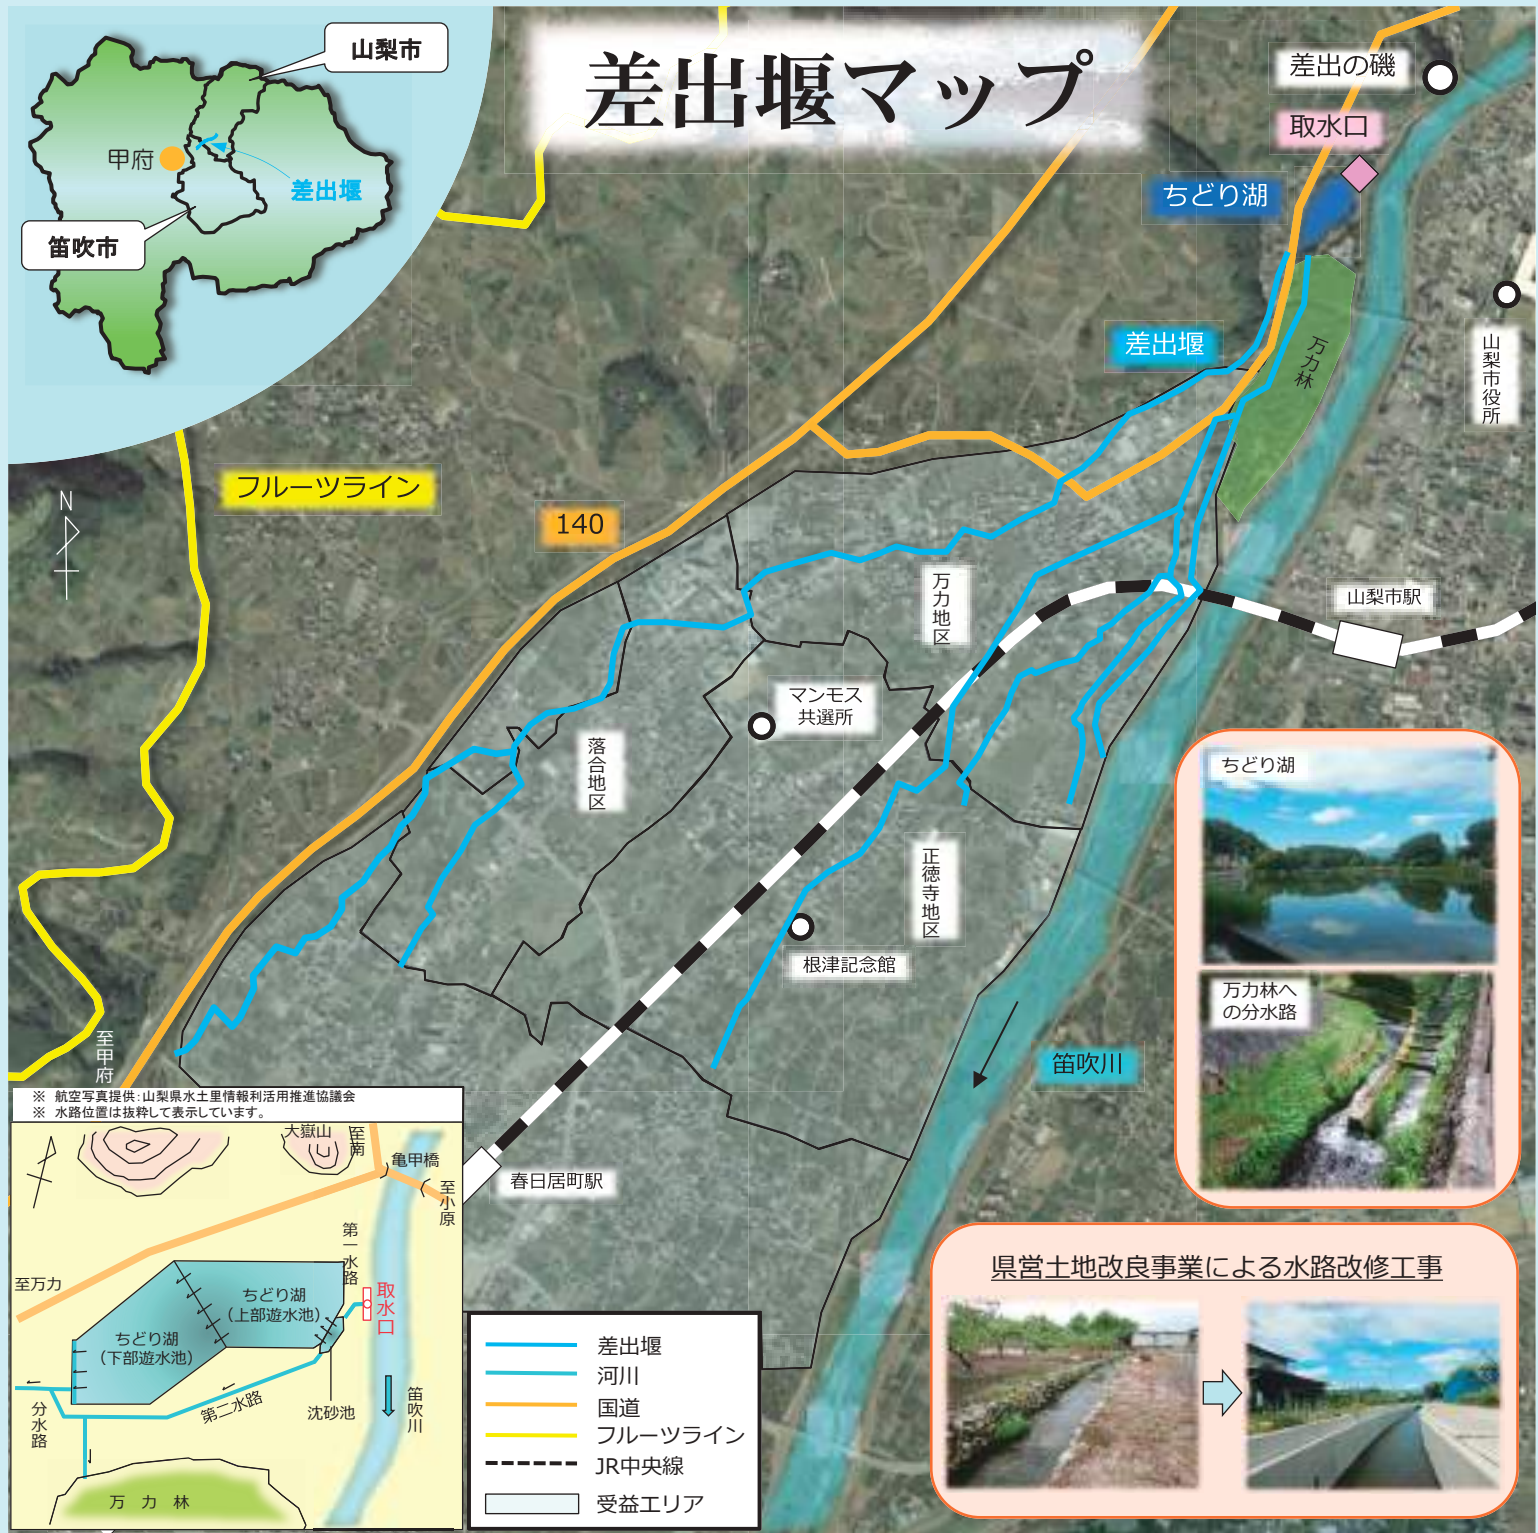 差出堰マップ
山梨市
甲府
差出堰
笛吹市
差出の磯
取水口
ちどり湖
差出堰
万力林
山梨市役所
フルーツライン
N
140
万力地区
山梨市駅
マンモス
共選所
落合地区
正徳寺地区
根津記念館
至甲府
笛吹川
春日居町駅
ちどり湖
万力林へ
の分水路
県営土地改良事業による水路改修工事
※ 航空写真提供:山梨県水土里情報利活用推進協議会
※ 水路位置は抜粋して表示しています。
大嶽山
至南
亀甲橋
至小原
第一水路
至万力
取水口
ちどり湖
（上部遊水池）
ちどり湖
（下部遊水池）
第二水路
沈砂池
笛吹川
分水路
万 力 林
差出堰
河川
国道
フルーツライン
JR中央線
受益エリア